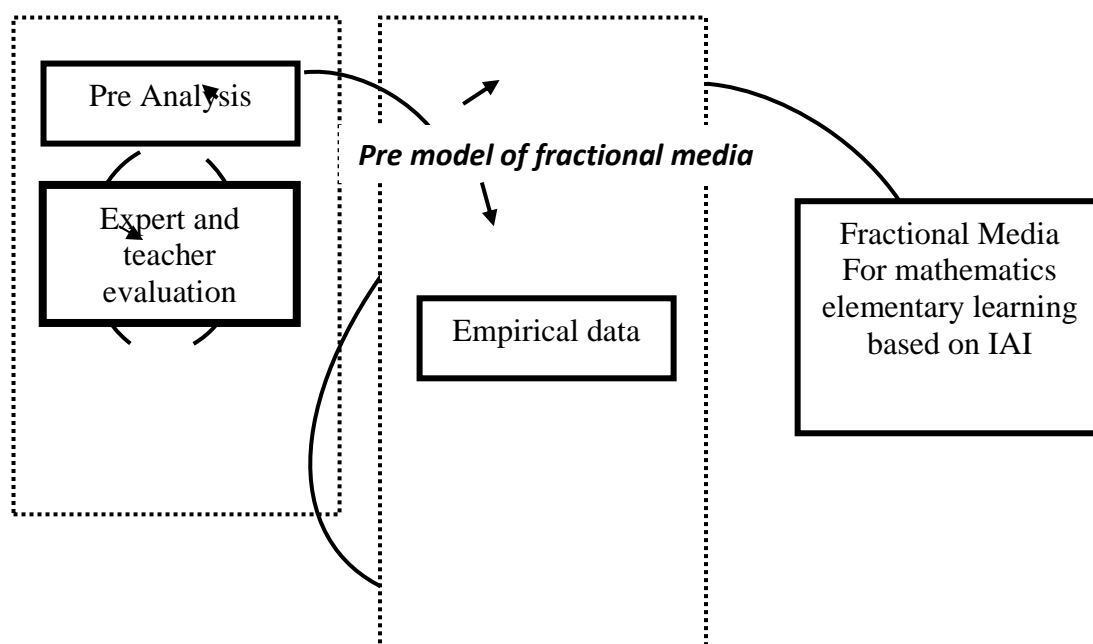 Pre Analysis
Expert and
teacher
evaluation
Pre model of fractional media
Empirical data
Fractional Media
For mathematics
elementary learning
based on IAI